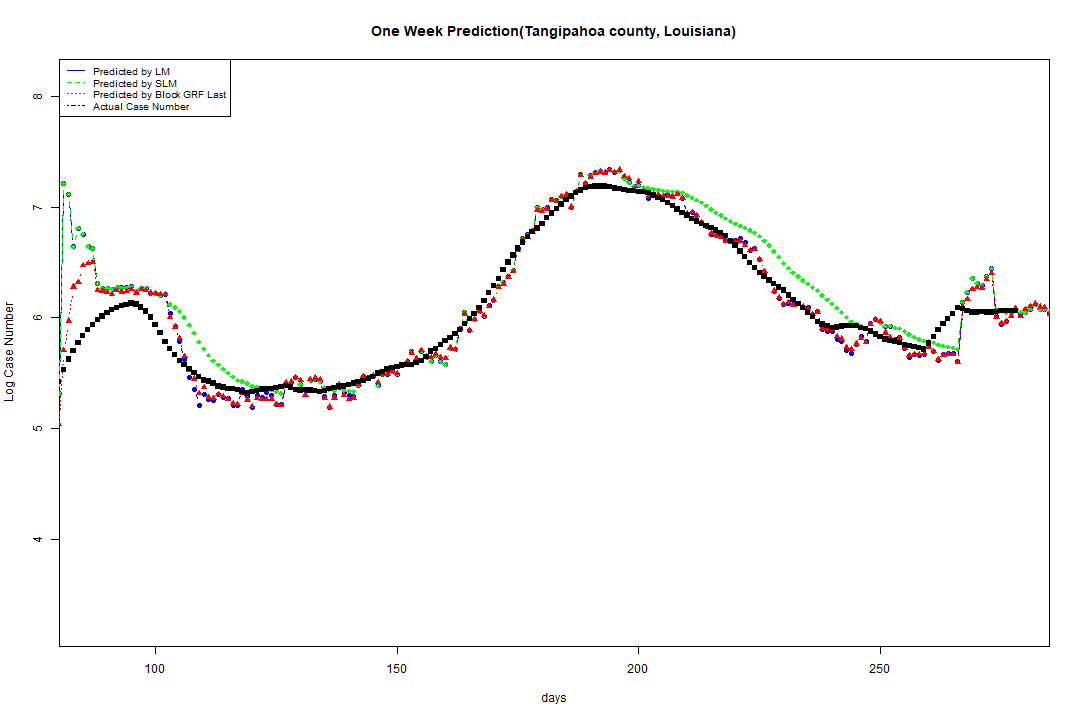 One Week Prediction(Tangipahoa county, Louisiana)
Predicted by LM
Predicted by SLM
Predicted by Block GRF Last
Actual Case Number
8
7
6
5
4
Log Case Number
100 150 200 250
days